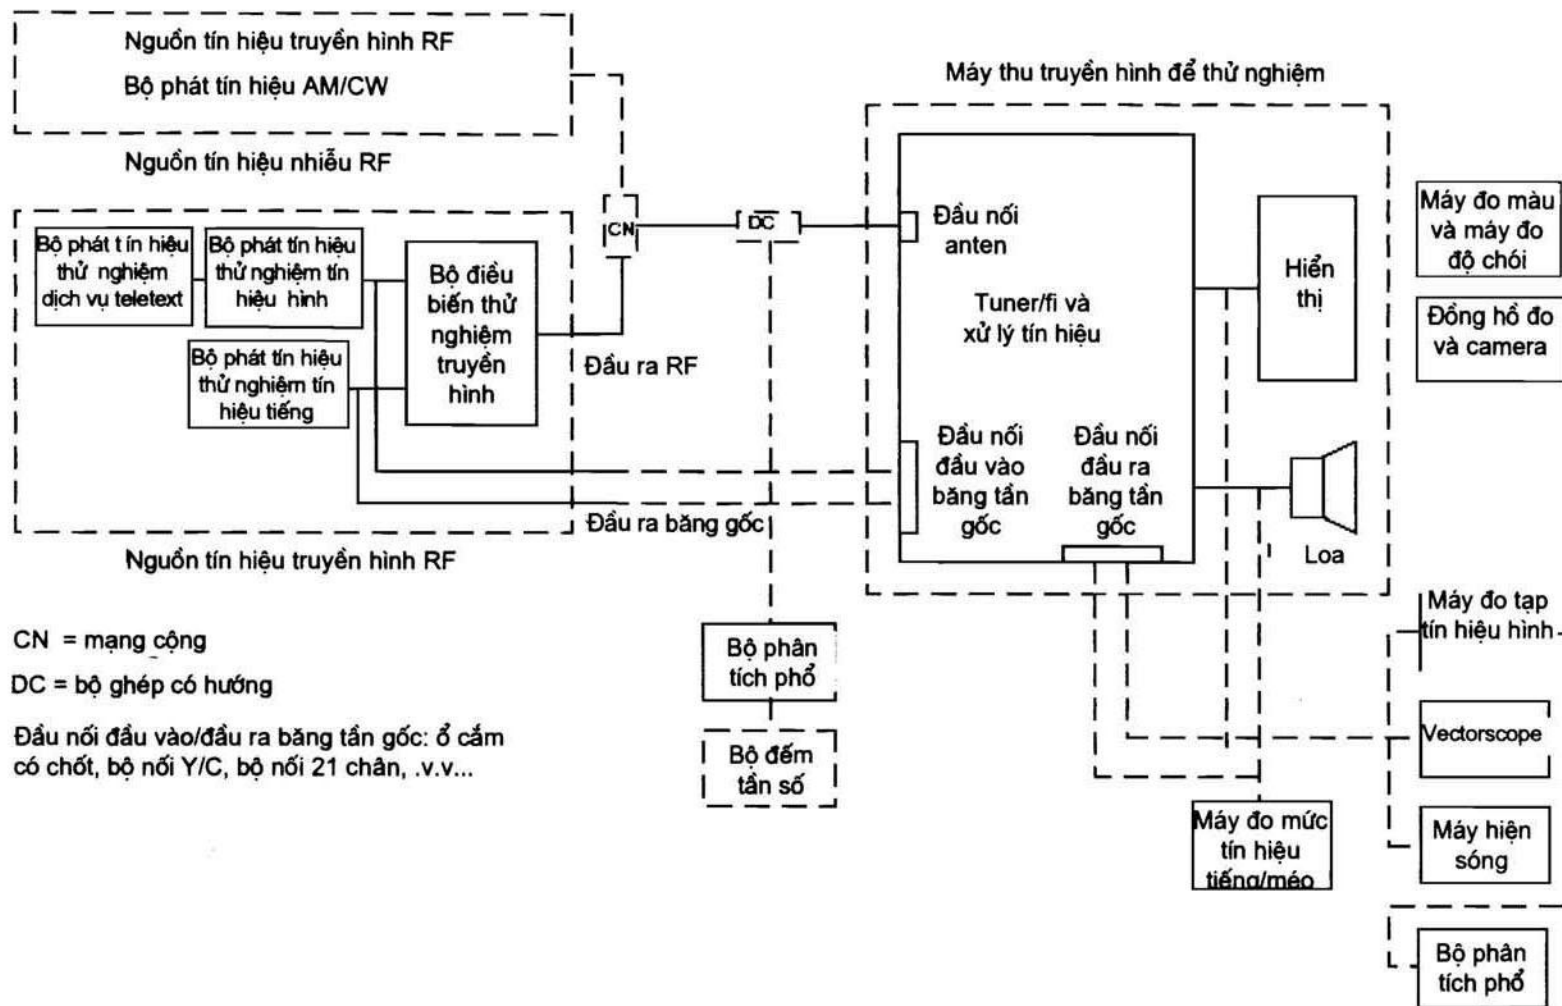 Nguồn tín hiệu truyền hình RF
Bộ phát tín hiệu AM/CW
Nguồn tín hiệu nhiễu RF
Máy thu truyền hình để thử nghiệm
Bộ phát tín hiệu
thử nghiệm
dịch vụ teletext
Bộ phát tín hiệu
thử nghiệm tín
hiệu hình
Bộ phát tín hiệu
thử nghiệm tín
hiệu tiếng
Bộ điều
biến thử
nghiệm
truyền
hình
CN
DC
Đầu ra RF
Đầu ra băng gốc
Nguồn tín hiệu truyền hình RF
Đầu nối
anten
Tuner/fi và
xử lý tín hiệu
Đầu nối
đầu vào
băng tần
gốc
Đầu nối
đầu ra
băng tần
gốc
Hiển
thị
Loa
Máy đo màu
và máy đo
độ chói
Đồng hồ đo
và camera
CN = mạng cộng
DC = bộ ghép có hướng
Đầu nối đầu vào/đầu ra băng tần gốc: ổ cắm
có chốt, bộ nối Y/C, bộ nối 21 chân, .v.v...
Bộ phân
tích phổ
Bộ đếm
tần số
Máy đo mức
tín hiệu
tiếng/méo
Máy đo tạp
tín hiệu hình
Vectorscope
Máy hiện
sóng
Bộ phân
tích phổ